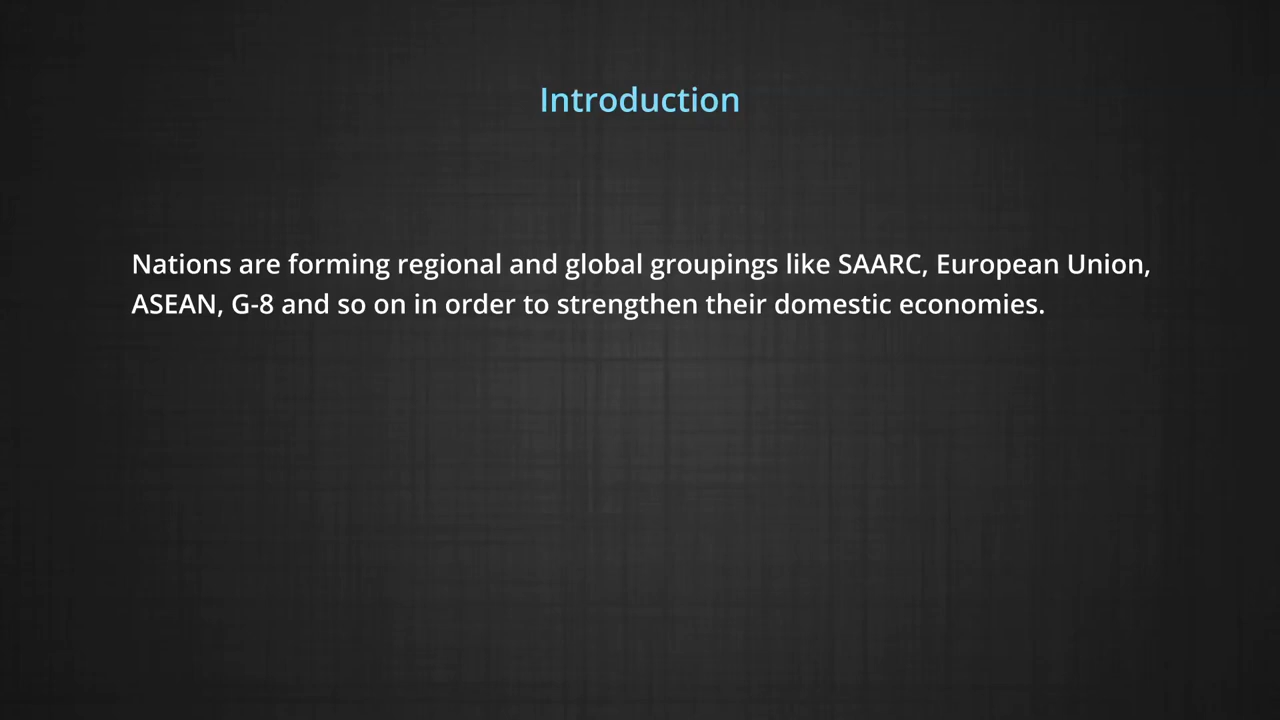 Introduction
Nations are forming regional and global groupings like SAARC, European Union,
ASEAN, G-8 and so on in order to strengthen their domestic economies.